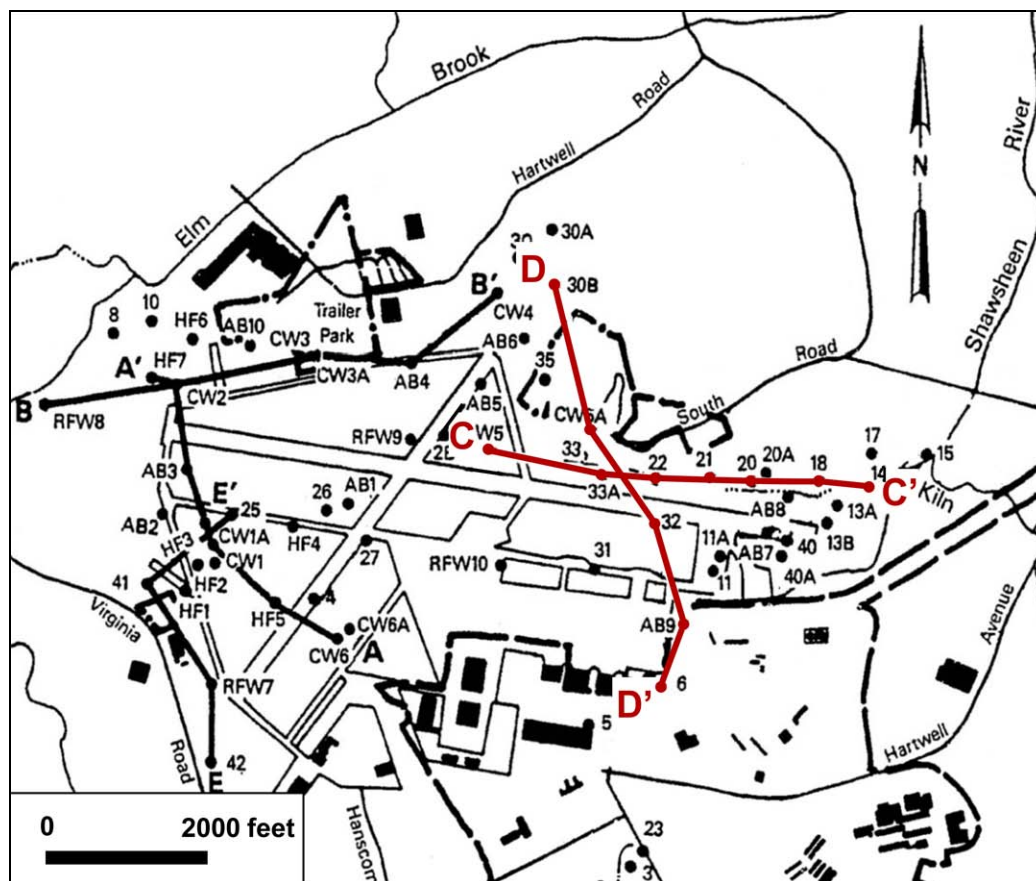 Brook
Road
River
N
Hartwell
Elm
30
30A
D
30B
Shawsheen
B'
CW4
Trailer
Park
8
10
HF6
AB10
CW3
AB6
A'
HF7
CW3A
AB4
35
Road
B
RFW8
CW2
AB5
CW5A
South
C
CW5
RFW9
33
20A
17
15
AB3
33A
22
21
20
18
14
C'
Kiln
E'
26
AB1
AB8
13A
AB2
25
CW1A
HF4
32
13B
HF3
27
11A
40
41
CW1
RFW10
31
AB7
HF2
11
40A
Virginia
HF1
HF5
4
AB9
CW6A
CW6
A
Avenue
RFW7
D'
6
5
Road
42
E
Hartwell
0
2000 feet
Hanscom
23
3